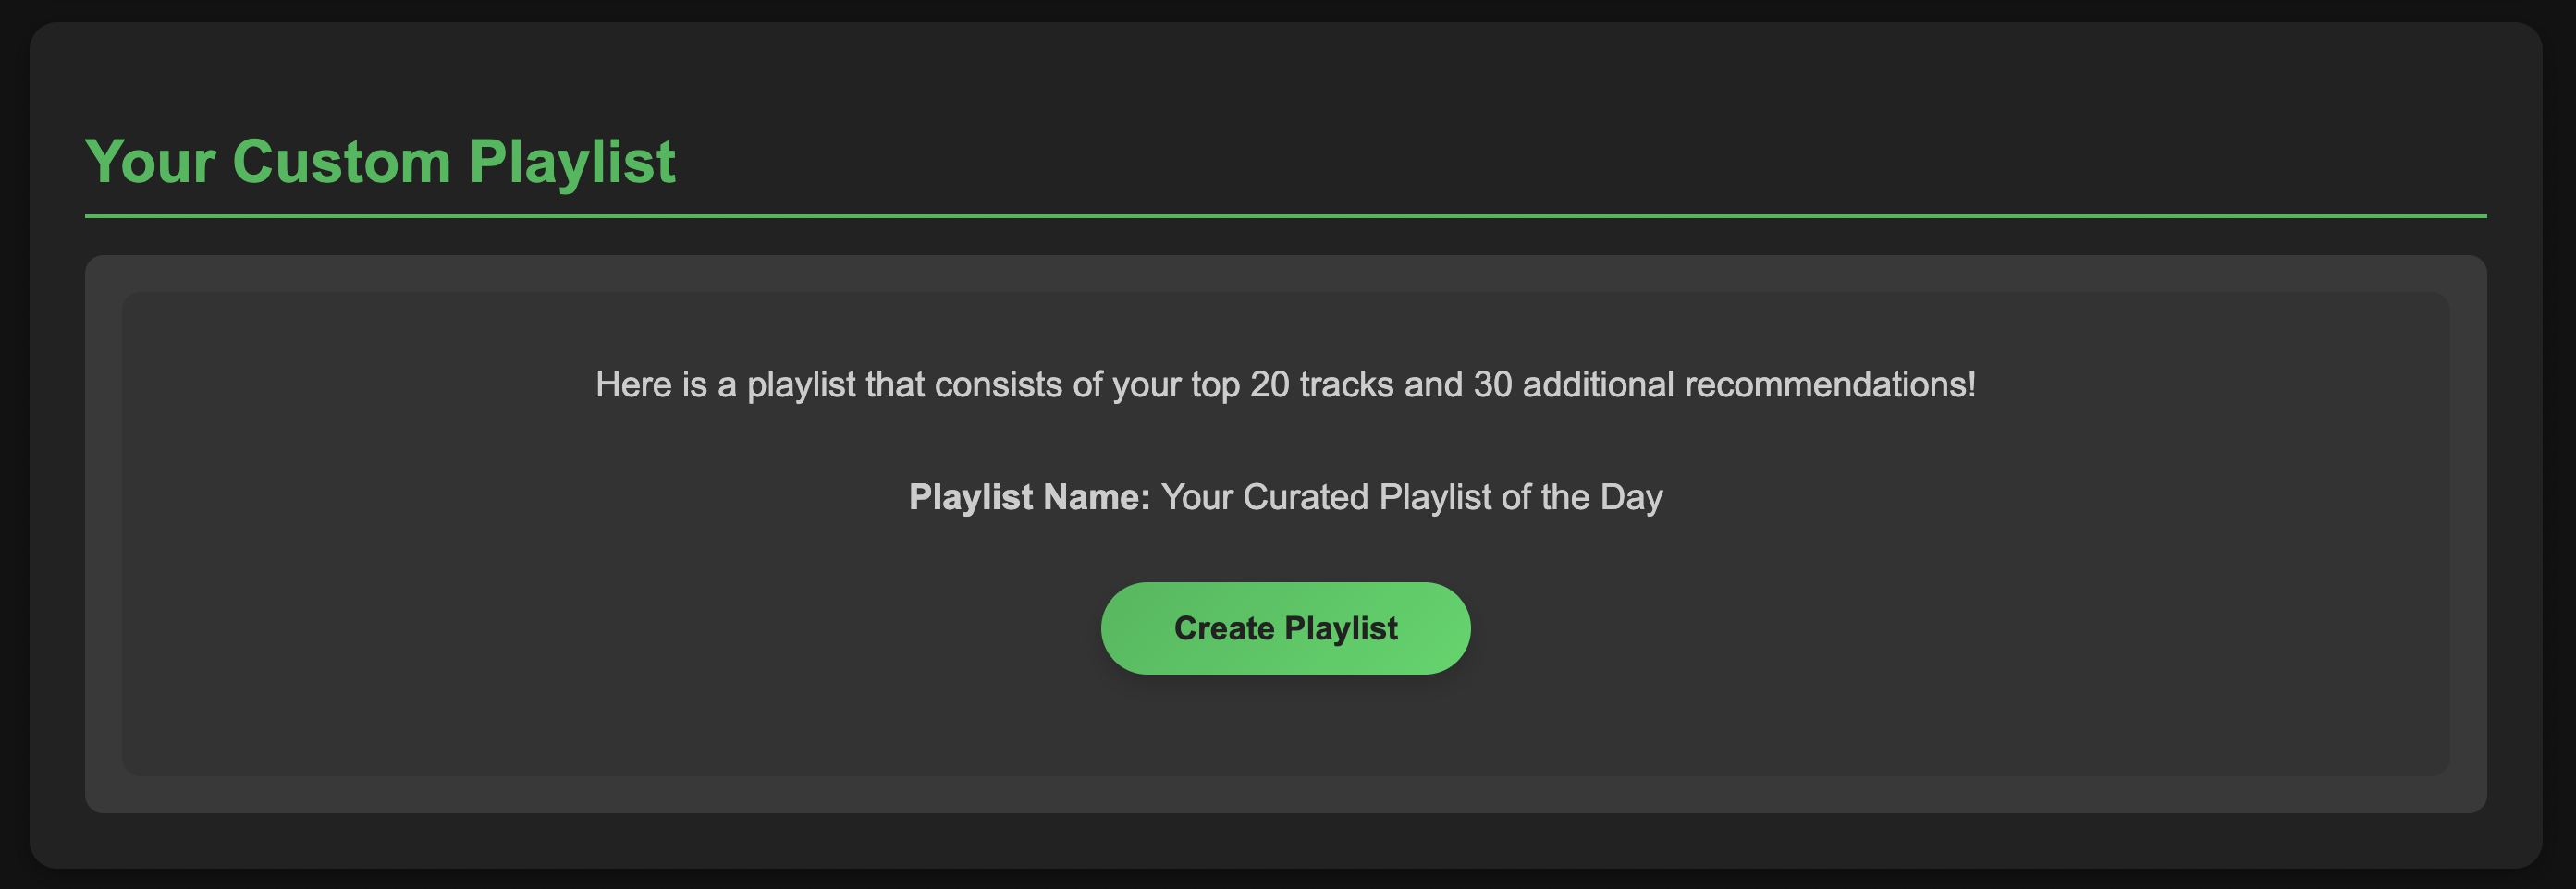 Your Custom Playlist
Here is a playlist that consists of your top 20 tracks and 30 additional recommendations!
Playlist Name: Your Curated Playlist of the Day
Create Playlist